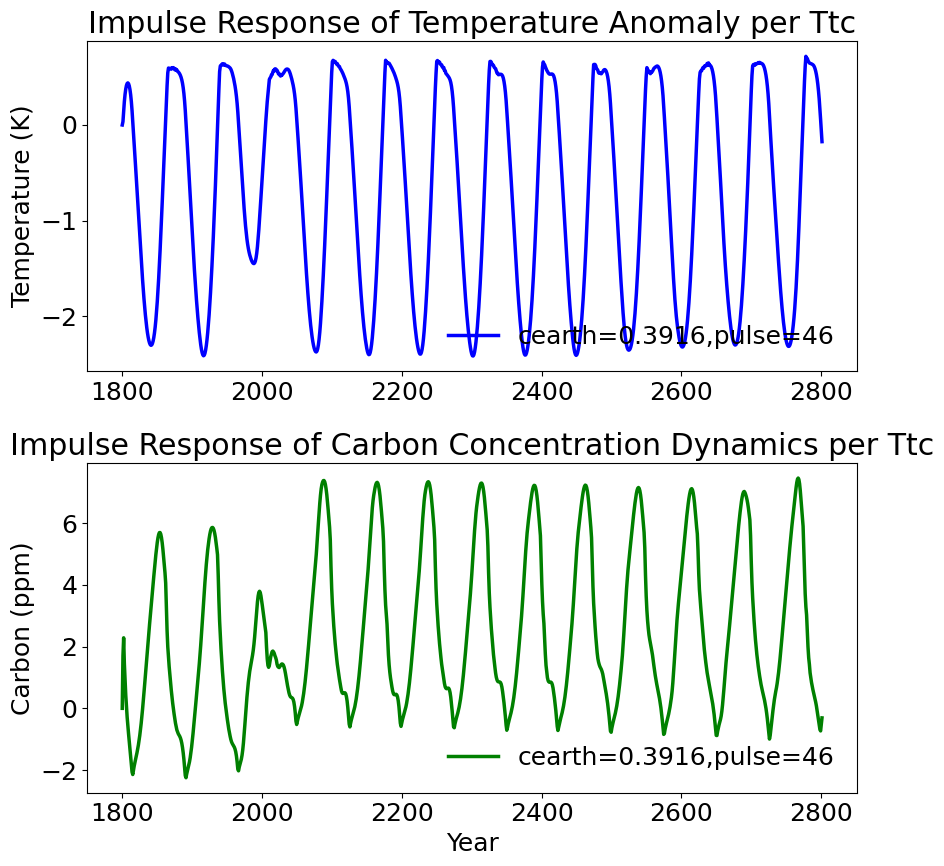 Impulse Response of Temperature Anomaly per Ttc
Temperature (K)
0
−1
−2
cearth=0.3916,pulse=46
1800 2000 2200 2400 2600 2800
Impulse Response of Carbon Concentration Dynamics per Ttc
Carbon (ppm)
6
4
2
0
−2
cearth=0.3916,pulse=46
1800 2000 2200 2400 2600 2800
Year